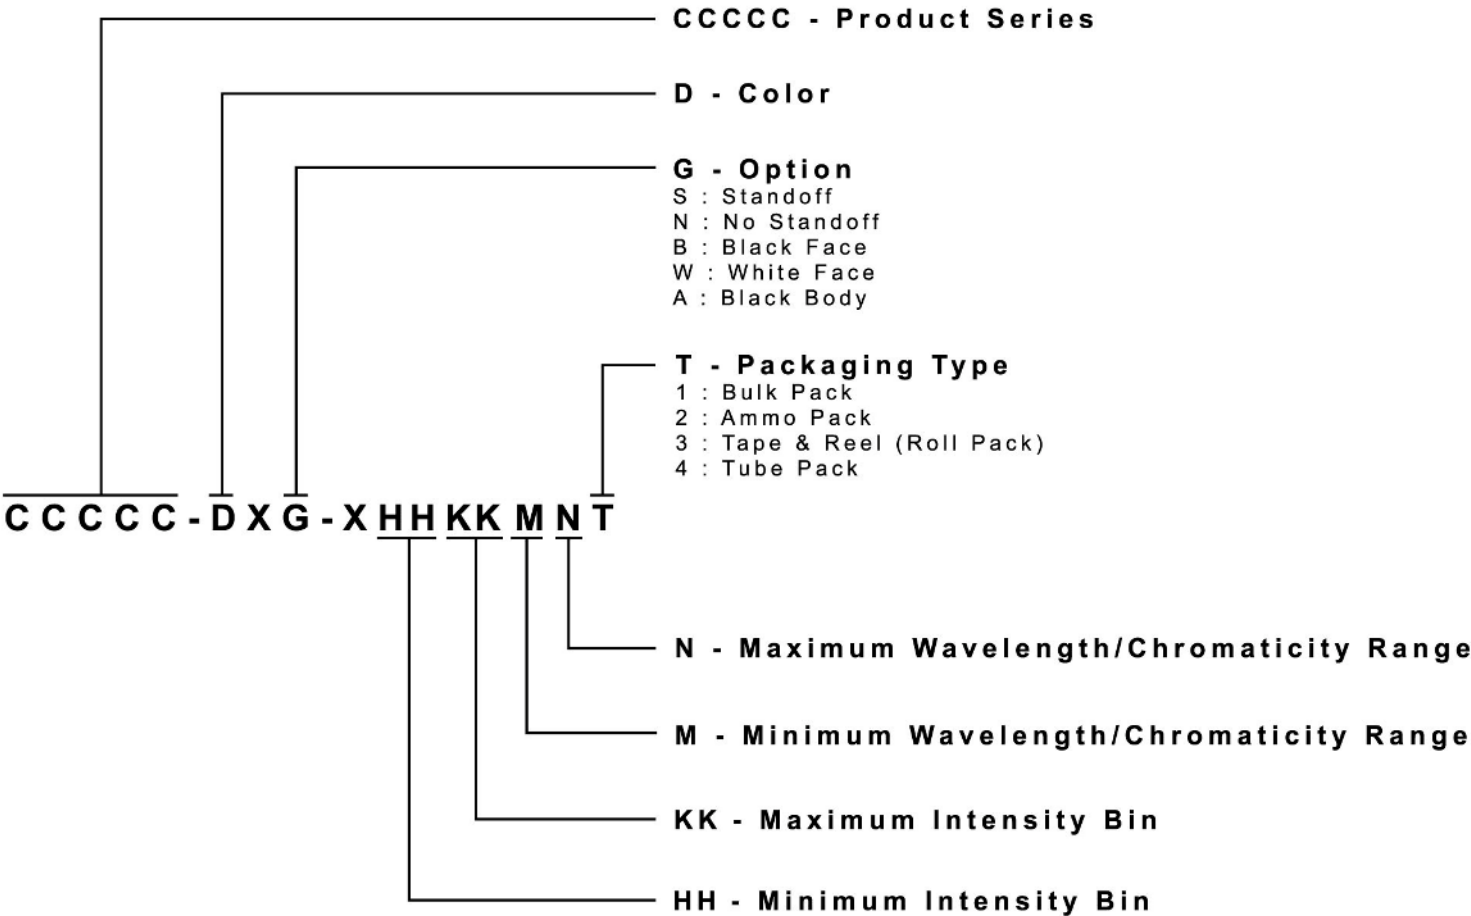 CCCCC - Product Series
D - Color
G - Option
S : Standoff
N : No Standoff
B : Black Face
W : White Face
A : Black Body
T - Packaging Type
1 : Bulk Pack
2 : Ammo Pack
3 : Tape & Reel (Roll Pack)
4 : Tube Pack
CCCCC-DXG-XHHKKMNT
N - Maximum Wavelength/Chromaticity Range
M - Minimum Wavelength/Chromaticity Range
KK - Maximum Intensity Bin
HH - Minimum Intensity Bin